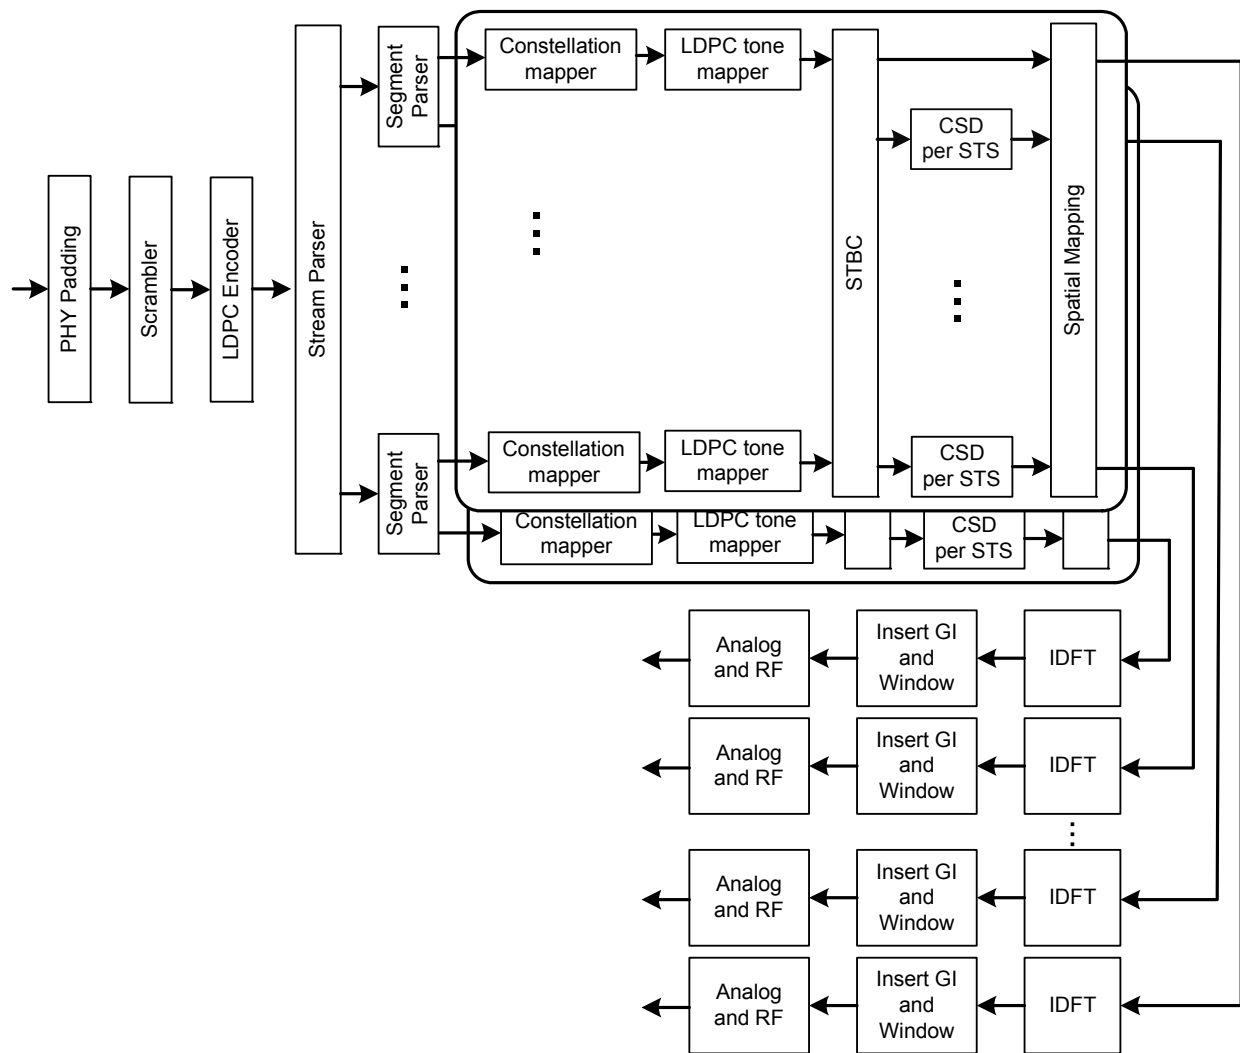 PHY Padding
Scrambler
LDPC Encoder
Stream Parser
Segment
Parser
Constellation
mapper
LDPC tone
mapper
STBC
CSD
per STS
Spatial Mapping
Segment
Parser
Constellation
mapper
LDPC tone
mapper
CSD
per STS
Constellation
mapper
LDPC tone
mapper
CSD
per STS
Analog
and RF
Insert GI
and
Window
IDFT
Analog
and RF
Insert GI
and
Window
IDFT
Analog
and RF
Insert GI
and
Window
IDFT
Analog
and RF
Insert GI
and
Window
IDFT